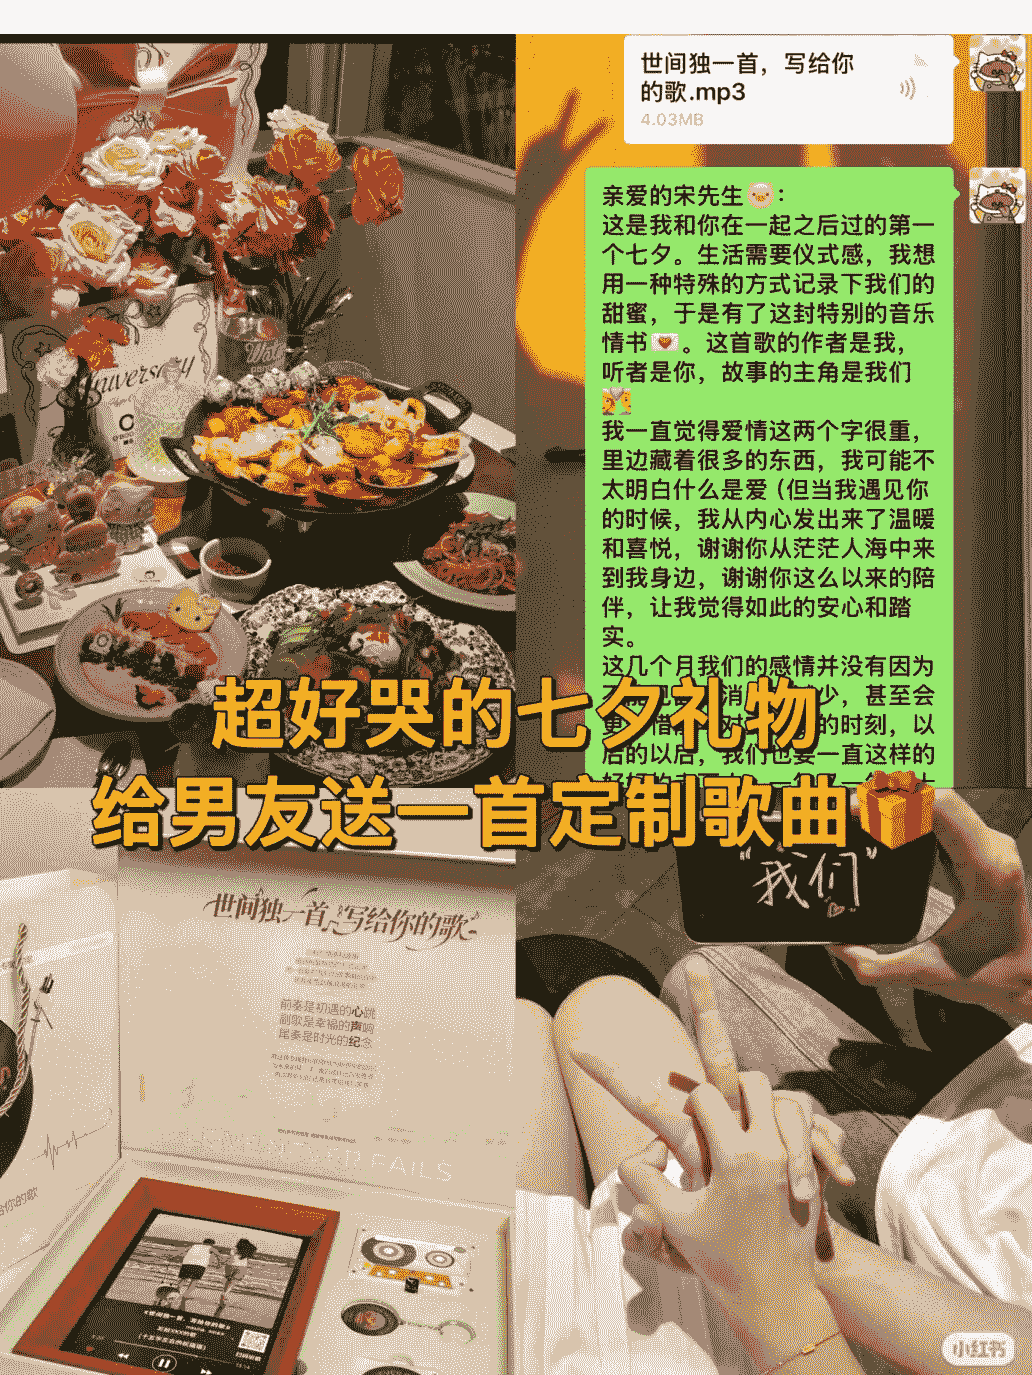 世间独一首，写给你
的歌.mp3
4.03MB
亲爱的宋先生🐷：
这是我和你在一起之后过的第一
个七夕。生活需要仪式感，我想
用一种特殊的方式记录下我们的
甜蜜，于是有了这封特别的音乐
情书💌。这首歌的作者是我，
听者是你，故事的主角是我们
我一直觉得爱情这两个字很重，
里边藏着很多的东西，我可能不
太明白什么是爱（但当我遇见你
的时候，我从内心发出来了温暖
和喜悦，谢谢你从茫茫人海中来
到我身边，谢谢你这么以来的陪
伴，让我觉得如此的安心和踏
实。
这几个月我们的感情并没有因为
少，甚至会
的时刻，以
后的以后，我们也要一直这样的
超好哭的七夕礼物
给男友送一首定制歌曲🎁
世间独一首，写给你的歌
前奏是初遇的心跳
副歌是幸福的声响
尾奏是时光的纪念
FAILS
给你的歌
“我们”
小红书